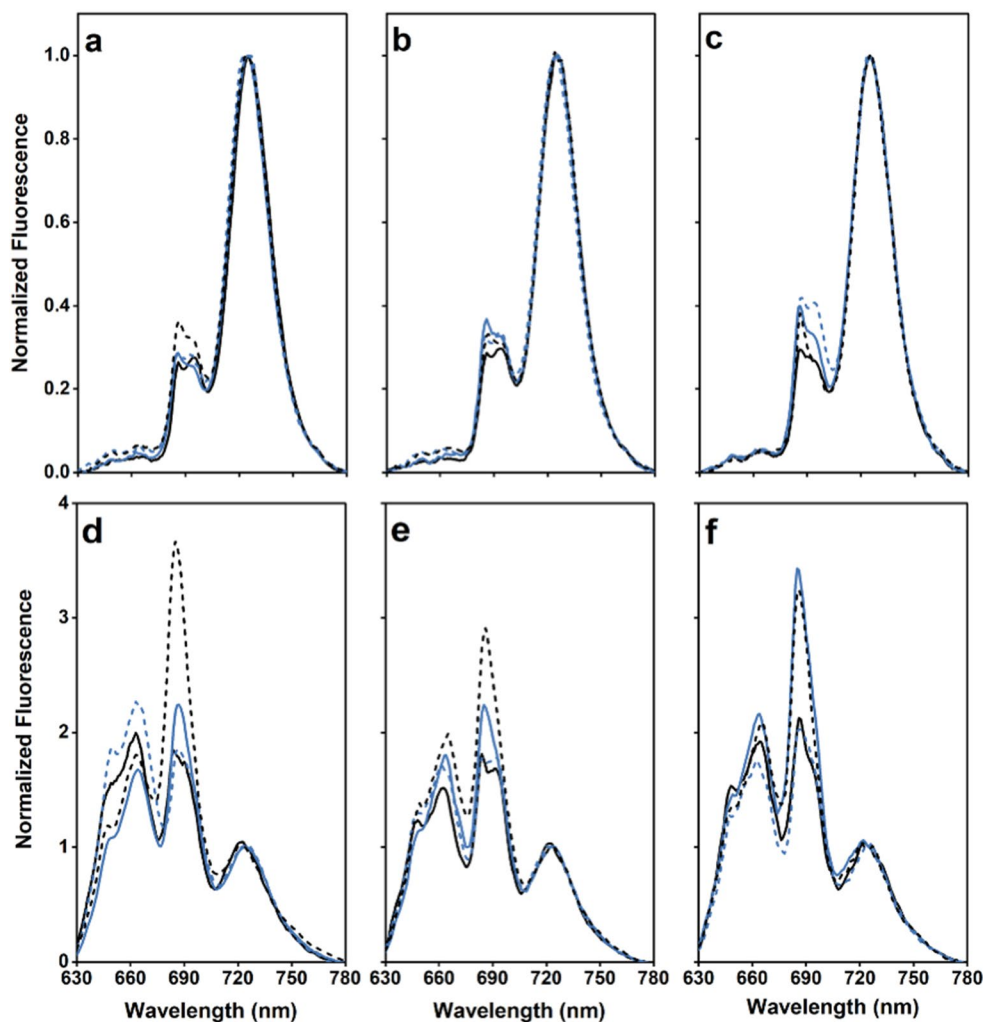 a
b
c
1.0
0.8
0.6
0.4
0.2
0.0
Normalized Fluorescence
d
e
f
4
3
2
1
0
Normalized Fluorescence
630 660 690 720 750 780
630 660 690 720 750 780
630 660 690 720 750 780
Wavelength (nm)
Wavelength (nm)
Wavelength (nm)